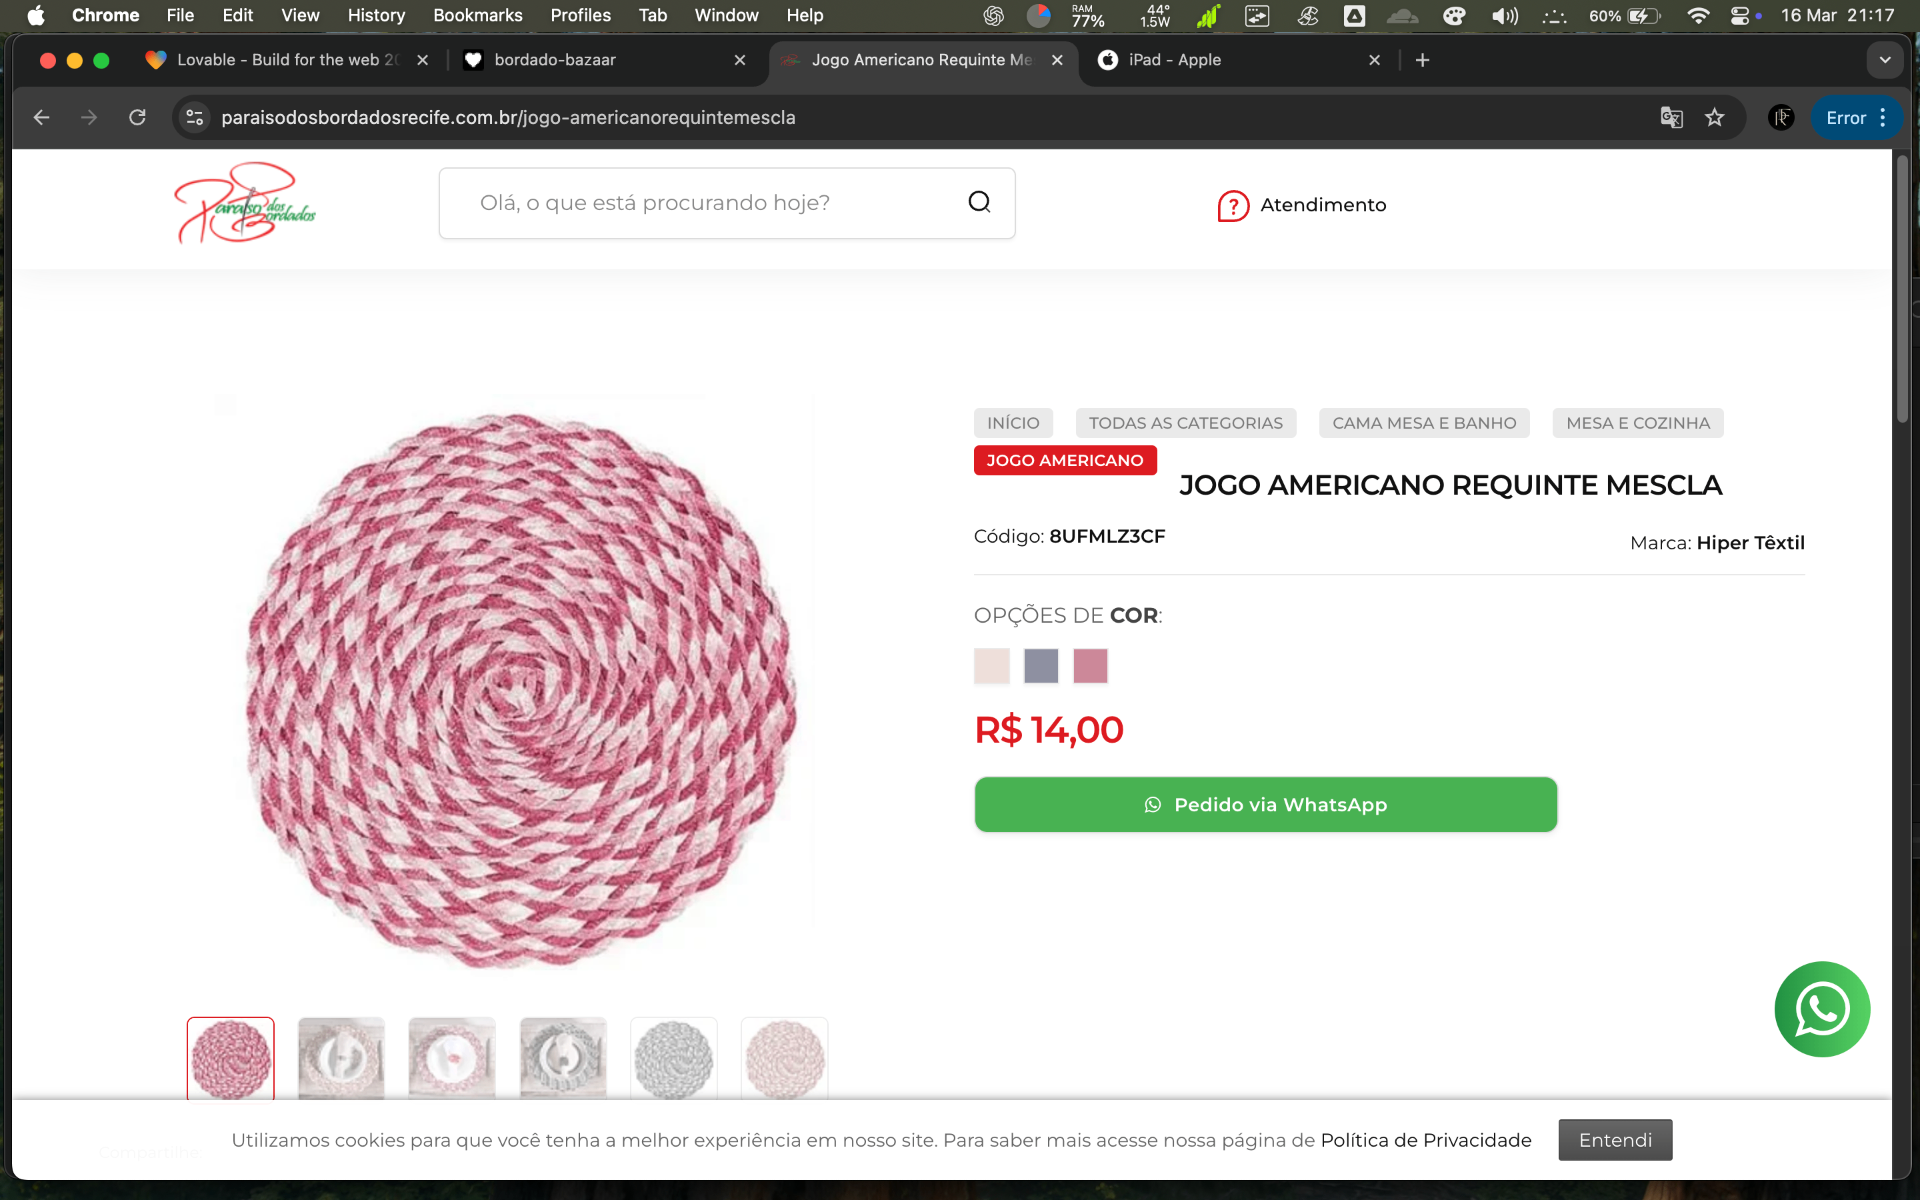 Chrome File Edit View History Bookmarks Profiles Tab Window Help RAM 77% 44° 1.5W 60% 16 Mar 21:17
Lovable - Build for the web 20 bordado-bazaar Jogo Americano Requinte Me iPad - Apple
paraisodosbordadosrecife.com.br/jogo-americanorequintemescla Error
Paraíso dos Bordados
Olá, o que está procurando hoje?
? Atendimento
INÍCIO TODAS AS CATEGORIAS CAMA MESA E BANHO MESA E COZINHA
JOGO AMERICANO
JOGO AMERICANO REQUINTE MESCLA
Código: 8UFMLZ3CF
Marca: Hiper Têxtil
OPÇÕES DE COR:
R$ 14,00
Pedido via WhatsApp
Utilizamos cookies para que você tenha a melhor experiência em nosso site. Para saber mais acesse nossa página de Política de Privacidade Entendi
Compartilhe